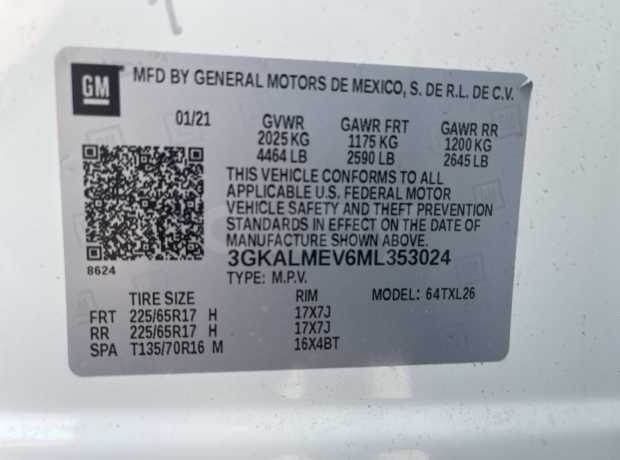 GM
MFD BY GENERAL MOTORS DE MEXICO, S. DE R.L. DE C.V.
01/21 GVWR GAWR FRT GAWR RR
2025 KG 1175 KG 1200 KG
4464 LB 2590 LB 2645 LB
THIS VEHICLE CONFORMS TO ALL
APPLICABLE U.S. FEDERAL MOTOR
VEHICLE SAFETY AND THEFT PREVENTION
STANDARDS IN EFFECT ON THE DATE OF
MANUFACTURE SHOWN ABOVE.
3GKALMEV6ML353024
8624
TYPE: M.P.V.
TIRE SIZE RIM MODEL: 64TXL26
FRT 225/65R17 H 17X7J
RR 225/65R17 H 17X7J
SPA T135/70R16 M 16X4BT